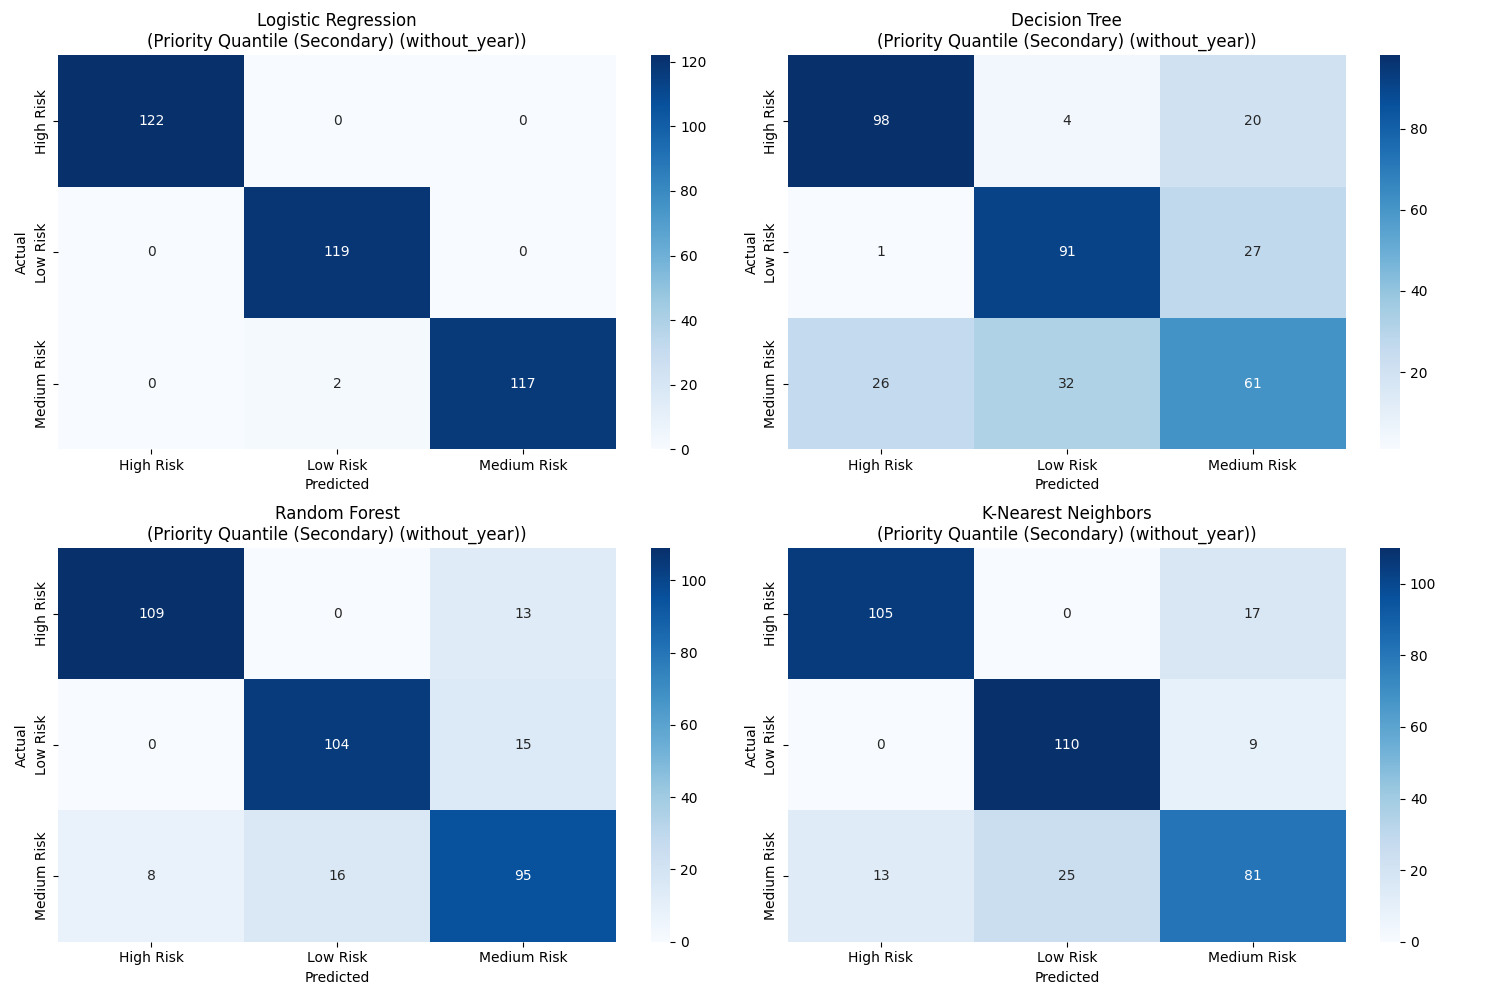 Logistic Regression
(Priority Quantile (Secondary) (without_year))
High Risk
Low Risk
Medium Risk
Actual
122 0 0
0 119 0
0 2 117
High Risk Low Risk Medium Risk
Predicted
120
100
80
60
40
20
0
Decision Tree
(Priority Quantile (Secondary) (without_year))
High Risk
Low Risk
Medium Risk
Actual
98 4 20
1 91 27
26 32 61
High Risk Low Risk Medium Risk
Predicted
80
60
40
20
Random Forest
(Priority Quantile (Secondary) (without_year))
High Risk
Low Risk
Medium Risk
Actual
109 0 13
0 104 15
8 16 95
High Risk Low Risk Medium Risk
Predicted
100
80
60
40
20
0
K-Nearest Neighbors
(Priority Quantile (Secondary) (without_year))
High Risk
Low Risk
Medium Risk
Actual
105 0 17
0 110 9
13 25 81
High Risk Low Risk Medium Risk
Predicted
100
80
60
40
20
0